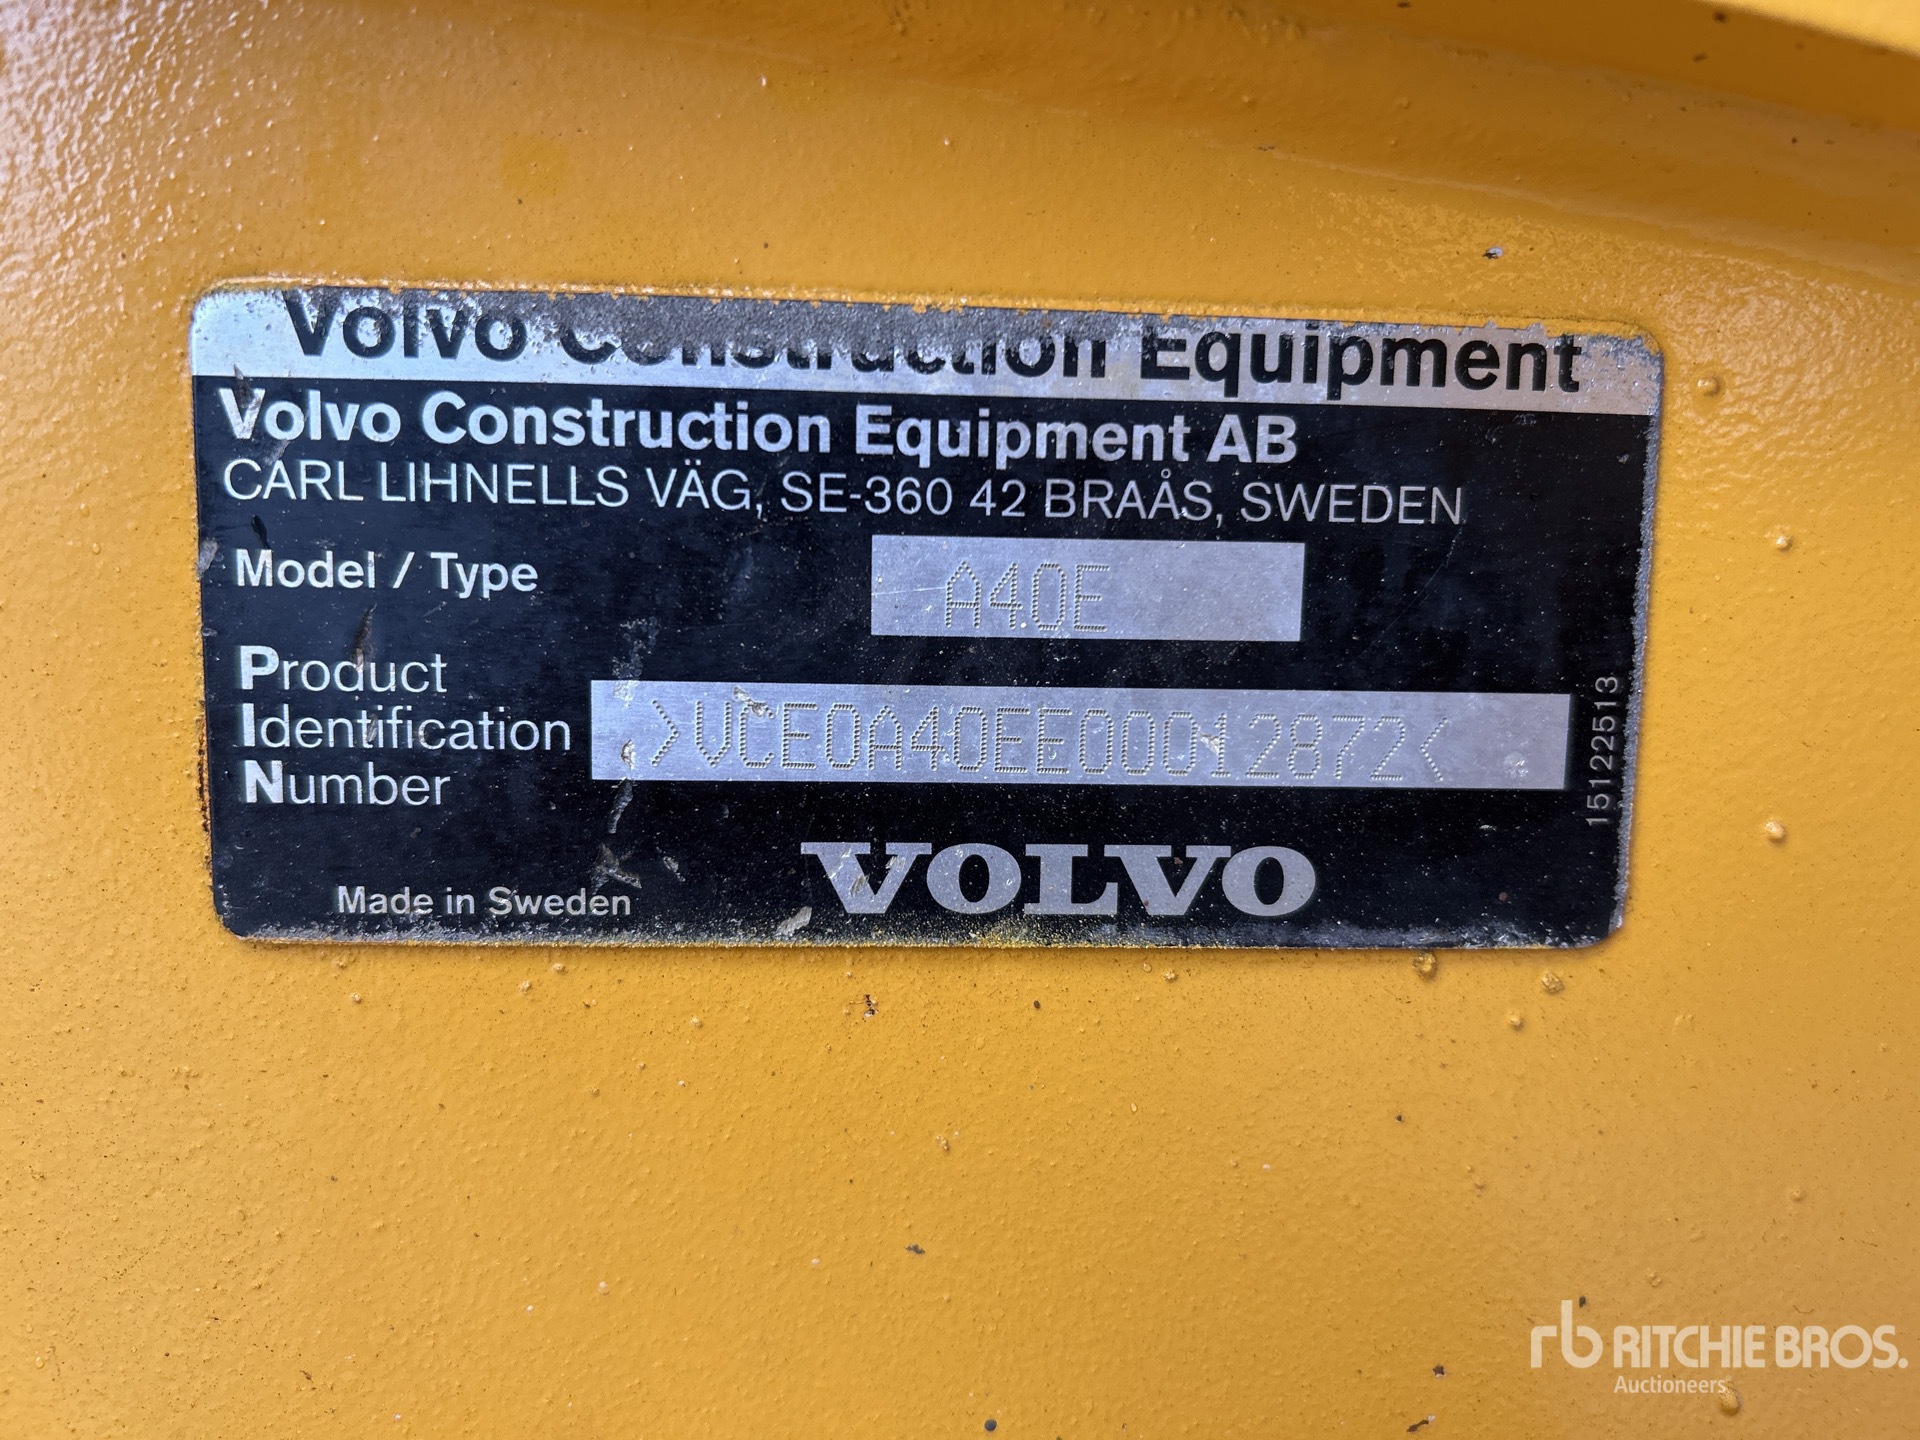 Volvo Construction Equipment
Volvo Construction Equipment AB
CARL LIHNELLS VÄG, SE-360 42 BRAÅS, SWEDEN
Model / Type A40E
Product
Identification
Number
>VCE0A40EE00012872<
15122513
Made in Sweden
VOLVO
rb RITCHIE BROS.
Auctioneers